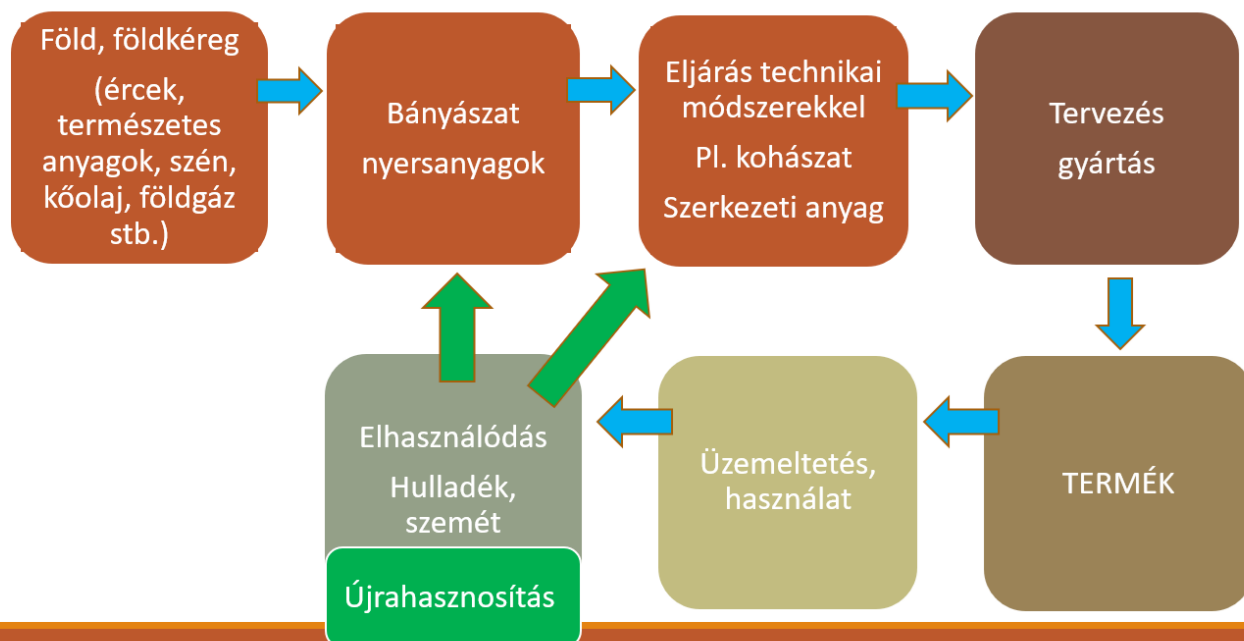 Föld, földkéreg
(ércek,
természetes
anyagok, szén,
kőolaj, földgáz
stb.)
Bányászat
nyersanyagok
Eljárás technikai
módszerekkel
Pl. kohászat
Szerkezeti anyag
Tervezés
gyártás
TERMÉK
Üzemeltetés,
használat
Elhasználódás
Hulladék,
szemét
Újrahasznosítás